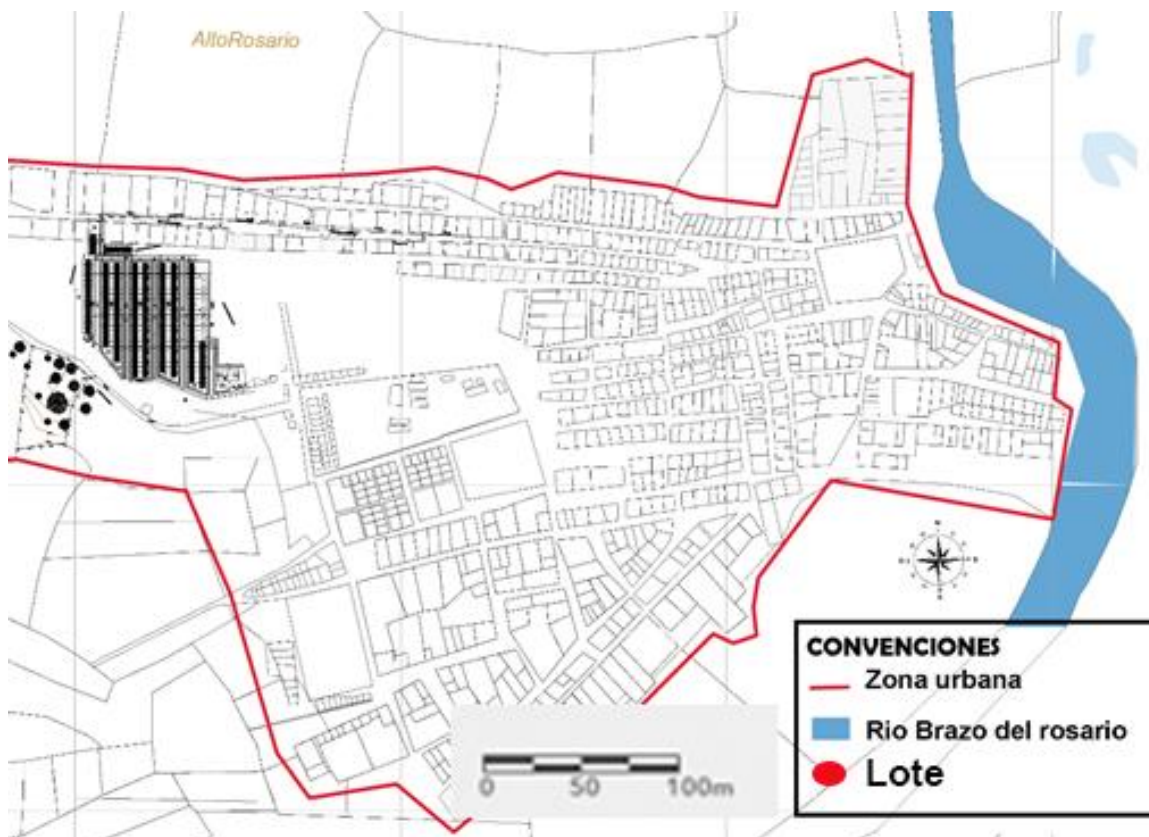 AltoRosario
CONVENCIONES
Zona urbana
Rio Brazo del rosario
Lote
0 50 100m